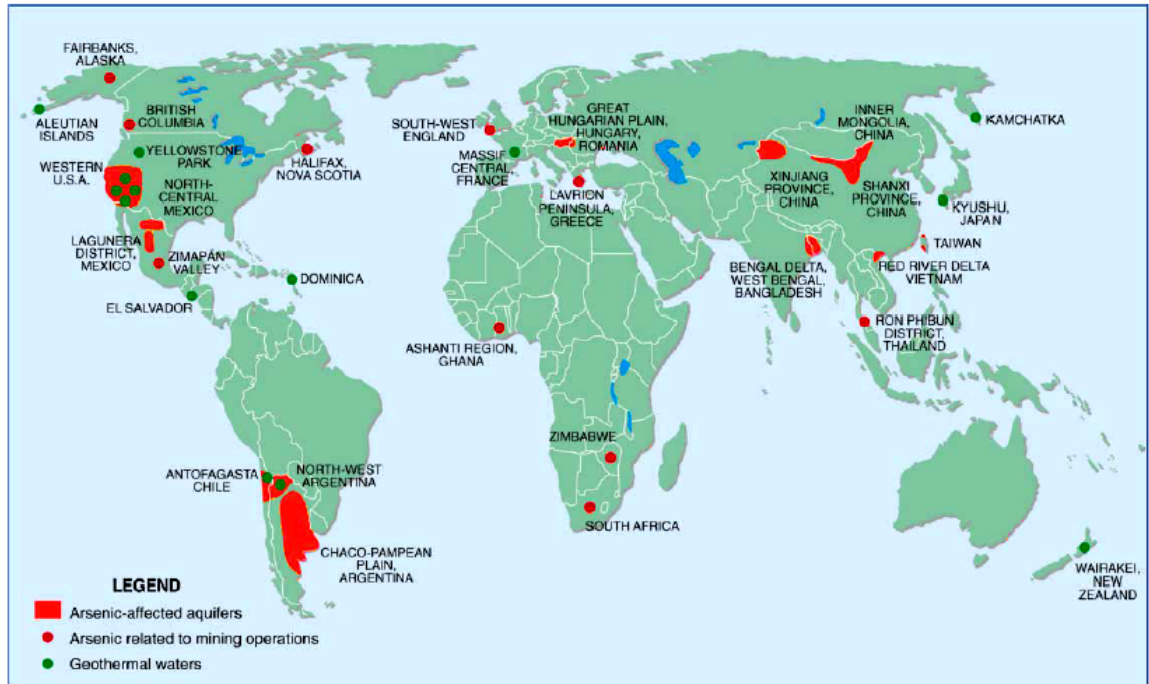 FAIRBANKS,
ALASKA
ALEUTIAN
ISLANDS
BRITISH
COLUMBIA
YELLOWSTONE
PARK
HALIFAX,
NOVA SCOTIA
WESTERN
U.S.A.
NORTH-
CENTRAL
MEXICO
LAGUNERA
DISTRICT,
MEXICO
ZIMAPÁN
VALLEY
EL SALVADOR
DOMINICA
SOUTH-WEST
ENGLAND
GREAT
HUNGARIAN PLAIN,
HUNGARY,
ROMANIA
MASSIF
CENTRAL,
FRANCE
LAVRION
PENINSULA,
GREECE
INNER
MONGOLIA,
CHINA
KAMCHATKA
XINJIANG
PROVINCE,
CHINA
SHANXI
PROVINCE,
CHINA
KYUSHU,
JAPAN
TAIWAN
BENGAL DELTA,
WEST BENGAL,
BANGLADESH
RED RIVER DELTA
VIETNAM
RON PHIBUN
DISTRICT,
THAILAND
ASHANTI REGION,
GHANA
ZIMBABWE
SOUTH AFRICA
ANTOFAGASTA
CHILE
NORTH-WEST
ARGENTINA
CHACO-PAMPEAN
PLAIN,
ARGENTINA
WAIRAKEI,
NEW
ZEALAND
LEGEND
Arsenic-affected aquifers
Arsenic related to mining operations
Geothermal waters